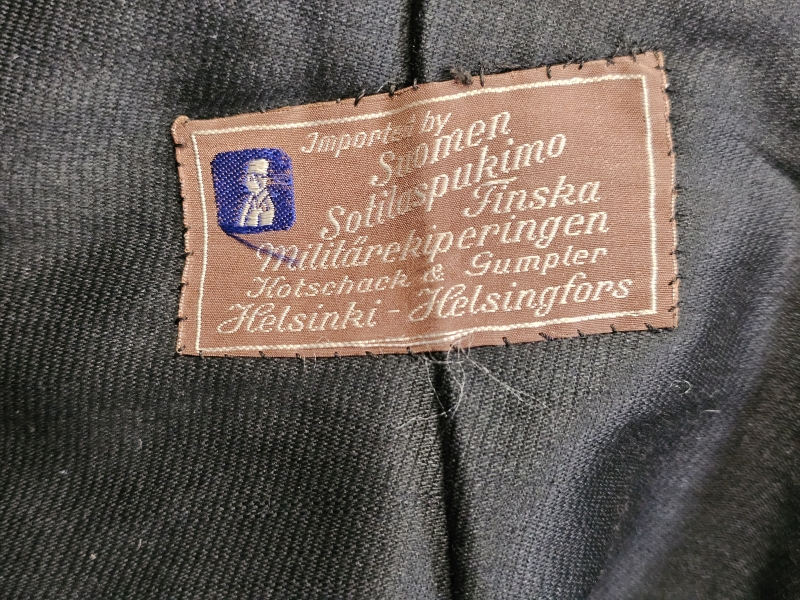 Imported by
Suomen
Sotilaspukimo
Finska
Militärekiperingen
Kotschack & Gumpler
Helsinki - Helsingfors